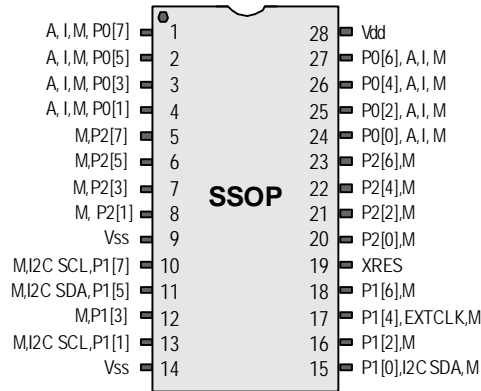 A, I, M, P0[7] 1 28 Vdd
A, I, M, P0[5] 2 27 P0[6], A, I, M
A, I, M, P0[3] 3 26 P0[4], A, I, M
A, I, M, P0[1] 4 25 P0[2], A, I, M
M,P2[7] 5 24 P0[0], A, I, M
M,P2[5] 6 23 P2[6],M
M,P2[3] 7 22 P2[4],M
SSOP
M, P2[1] 8 21 P2[2],M
Vss 9 20 P2[0],M
M,I2C SCL,P1[7] 10 19 XRES
M,I2C SDA,P1[5] 11 18 P1[6],M
M,P1[3] 12 17 P1[4],EXTCLK,M
M,I2C SCL,P1[1] 13 16 P1[2],M
Vss 14 15 P1[0],I2C SDA, M